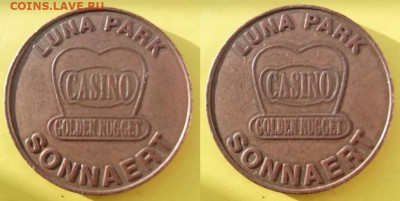 COINS.LAVE.RU
LUNA PARK
CASINO
GOLDEN NUGGET
SONNAERT
LUNA PARK
CASINO
GOLDEN NUGGET
SONNAERT